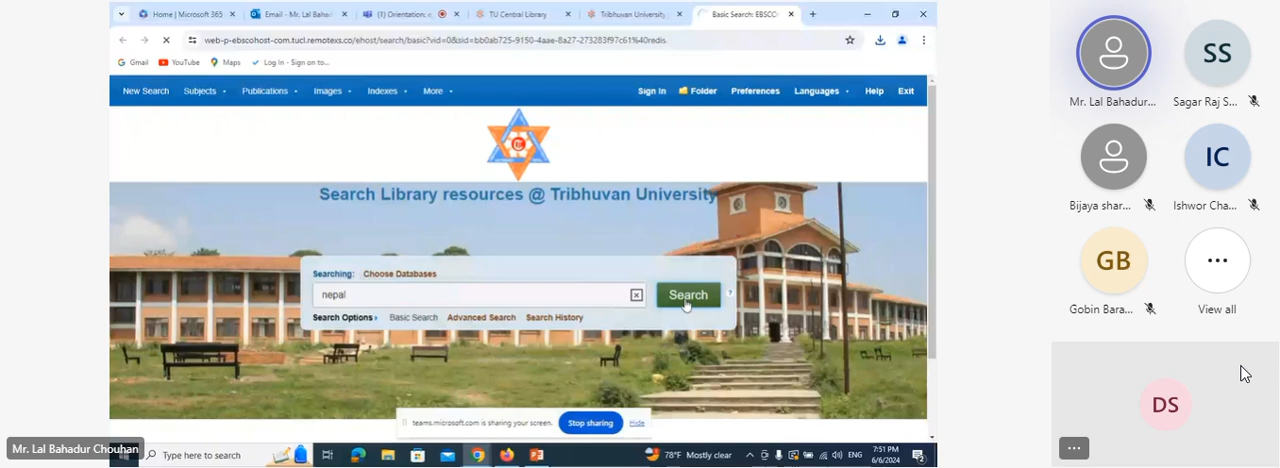 Home | Microsoft 365
Email - Mr. Lal Bahad
(1) Orientation: e
TU Central Library
Tribhuvan University
Basic Search: EBSCO
web-p-ebscohost-com.tucl.remotexs.co/ehost/search/basic?vid=0&sid=bb0ab725-9150-4aae-8a27-273283f97c61%40redis
Gmail YouTube Maps Log In - Sign on to...
New Search Subjects Publications Images Indexes More Sign In Folder Preferences Languages Help Exit
Search Library resources @ Tribhuvan University
Searching: Choose Databases
nepal
Search
?
Search Options Basic Search Advanced Search Search History
teams.microsoft.com is sharing your screen. Stop sharing Hide
Mr. Lal Bahadur Chouhan
Type here to search
78°F Mostly clear
ENG
7:51 PM
6/6/2024
2
Mr. Lal Bahadur...
SS
Sagar Raj S...
Bijaya shar...
IC
Ishwor Cha...
GB
Gobin Bara...
...
View all
DS
...